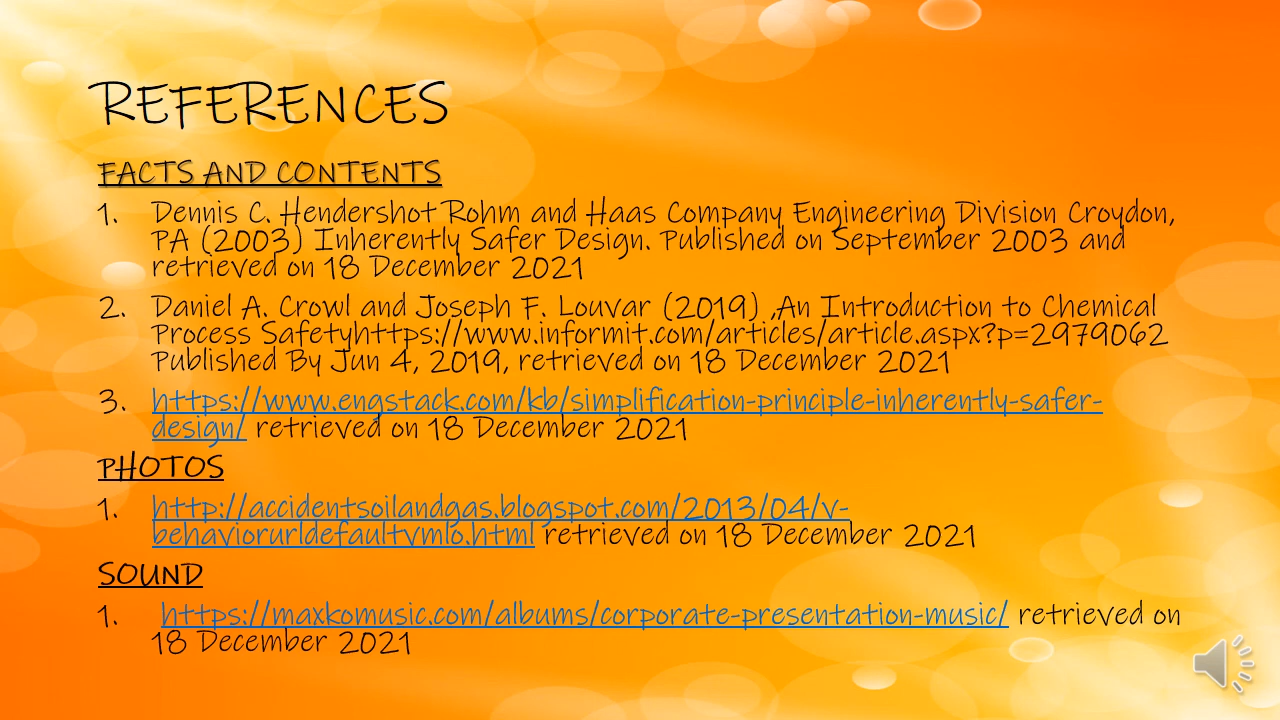 REFERENCES
FACTS AND CONTENTS
1. Dennis C. Hendershot Rohm and Haas Company Engineering Division Croydon,
PA (2003) Inherently Safer Design. Published on September 2003 and
retrieved on 18 December 2021
2. Daniel A. Crowl and Joseph F. Louvar (2019) ,An Introduction to Chemical
Process Safetyhttps://www.informit.com/articles/article.aspx?p=2979062
Published By Jun 4, 2019, retrieved on 18 December 2021
3. https://www.engstack.com/kb/simplification-principle-inherently-safer-
design/ retrieved on 18 December 2021
PHOTOS
1. http://accidentsoilandgas.blogspot.com/2013/04/v-
behaviorurldefaultvmlo.html retrieved on 18 December 2021
SOUND
1. https://maxkomusic.com/albums/corporate-presentation-music/ retrieved on
18 December 2021